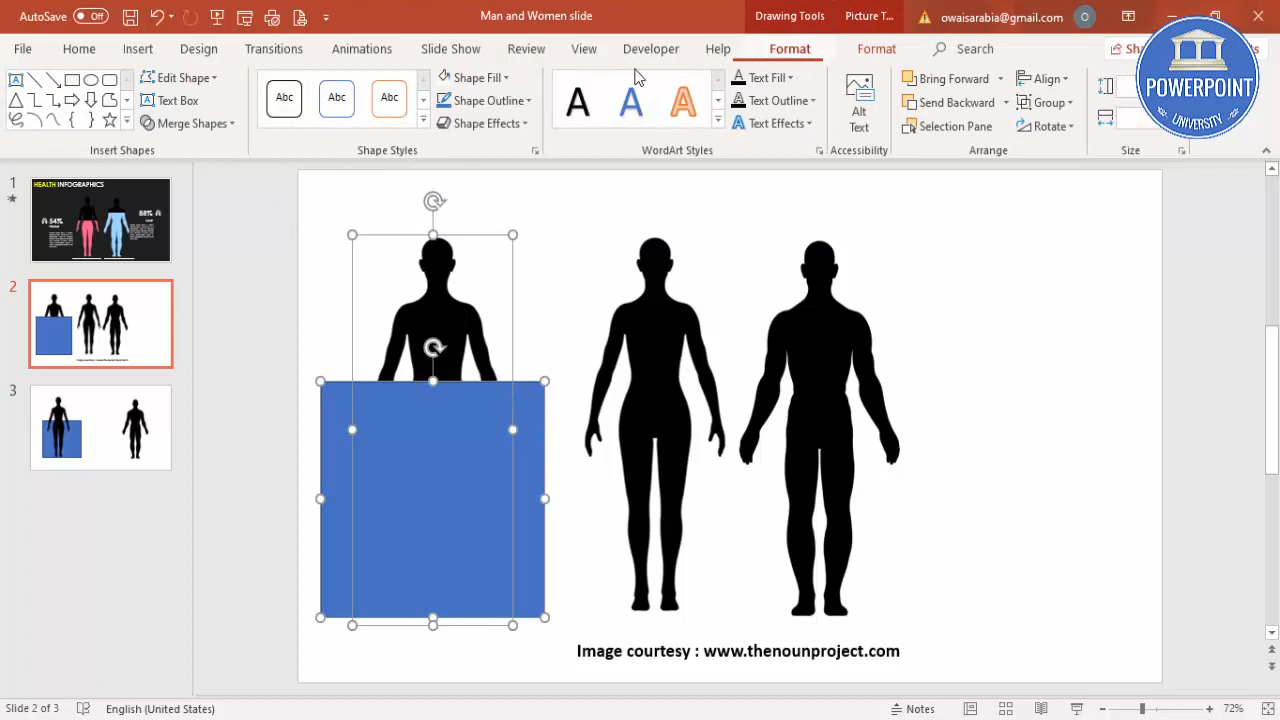 AutoSave Off
Man and Women slide
Drawing Tools
Picture T...
owaisarabia@gmail.com
O
File
Home
Insert
Design
Transitions
Animations
Slide Show
Review
View
Developer
Help
Format
Format
Search
Edit Shape
Text Box
Merge Shapes
Insert Shapes
Abc
Abc
Abc
Shape Fill
Shape Outline
Shape Effects
Shape Styles
A
A
A
Text Fill
Text Outline
Text Effects
WordArt Styles
Alt
Text
Accessibility
Bring Forward
Send Backward
Selection Pane
Align
Group
Rotate
Arrange
Size
POWERPOINT
UNIVERSITY
1
HEALTH INFOGRAPHICS
54%
88%
2
3
Image courtesy : www.thenounproject.com
Slide 2 of 3
English (United States)
Notes
72%